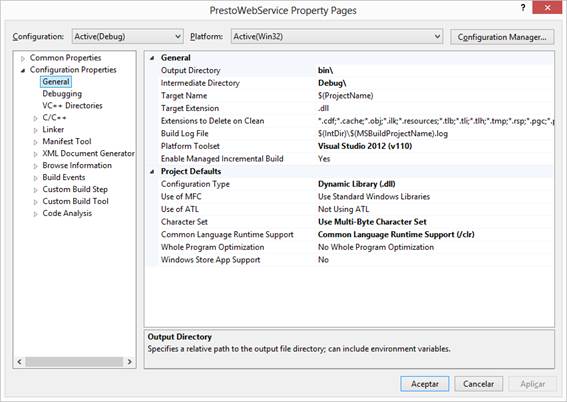 PrestoWebService Property Pages
?
Configuration: Active(Debug) Platform: Active(Win32) Configuration Manager...
Common Properties
Configuration Properties
General
Debugging
VC++ Directories
C/C++
Linker
Manifest Tool
XML Document Generator
Browse Information
Build Events
Custom Build Step
Custom Build Tool
Code Analysis
General
Output Directory bin\
Intermediate Directory Debug\
Target Name $(ProjectName)
Target Extension .dll
Extensions to Delete on Clean *.cdf;*.cache;*.obj;*.ilk;*.resources;*.tlb;*.tli;*.tlh;*.tmp;*.rsp;*.pgc;*.p
Build Log File $(IntDir)\$(MSBuildProjectName).log
Platform Toolset Visual Studio 2012 (v110)
Enable Managed Incremental Build Yes
Project Defaults
Configuration Type Dynamic Library (.dll)
Use of MFC Use Standard Windows Libraries
Use of ATL Not Using ATL
Character Set Use Multi-Byte Character Set
Common Language Runtime Support Common Language Runtime Support (/clr)
Whole Program Optimization No Whole Program Optimization
Windows Store App Support No
Output Directory
Specifies a relative path to the output file directory; can include environment variables.
Aceptar Cancelar Aplicar